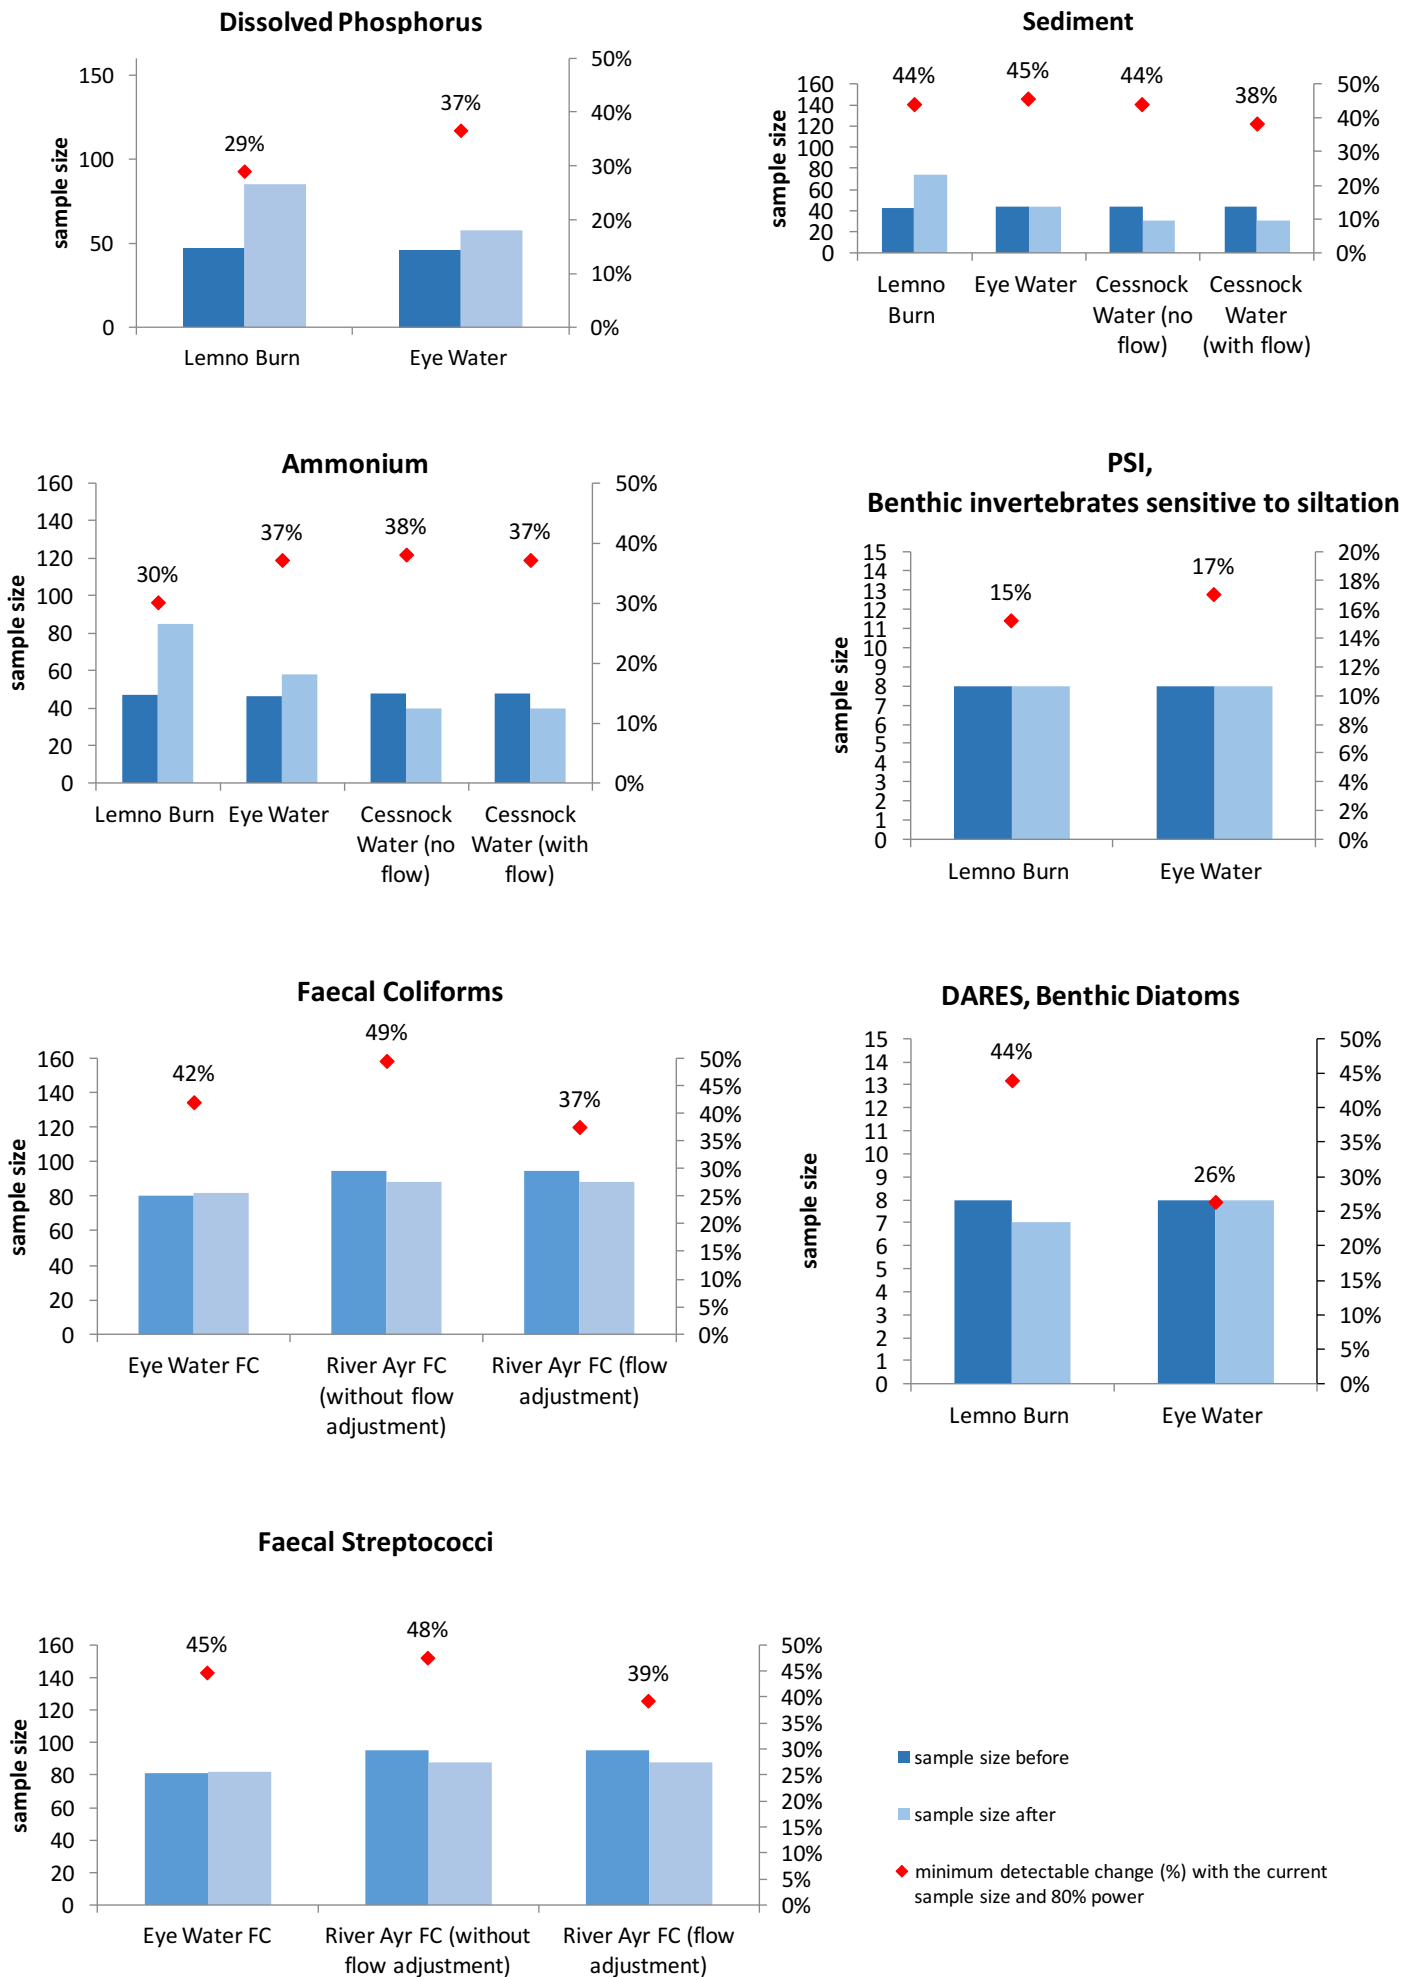 Dissolved Phosphorus
150
100
50
0
sample size
29%
37%
50%
40%
30%
20%
10%
0%
Lemno Burn
Eye Water
Sediment
160
140
120
100
80
60
40
20
0
sample size
44%
45%
44%
38%
50%
40%
30%
20%
10%
0%
Lemno
Burn
Eye Water
Cessnock
Water (no
flow)
Cessnock
Water
(with flow)
Ammonium
160
140
120
100
80
60
40
20
0
sample size
30%
37%
38%
37%
50%
40%
30%
20%
10%
0%
Lemno Burn
Eye Water
Cessnock
Water (no
flow)
Cessnock
Water (with
flow)
PSI,
Benthic invertebrates sensitive to siltation
15
14
13
12
11
10
9
8
7
6
5
4
3
2
1
0
sample size
15%
17%
20%
18%
16%
14%
12%
10%
8%
6%
4%
2%
0%
Lemno Burn
Eye Water
Faecal Coliforms
160
140
120
100
80
60
40
20
0
sample size
42%
49%
37%
50%
45%
40%
35%
30%
25%
20%
15%
10%
5%
0%
Eye Water FC
River Ayr FC
(without flow
adjustment)
River Ayr FC (flow
adjustment)
DARES, Benthic Diatoms
15
14
13
12
11
10
9
8
7
6
5
4
3
2
1
0
sample size
44%
26%
50%
45%
40%
35%
30%
25%
20%
15%
10%
5%
0%
Lemno Burn
Eye Water
Faecal Streptococci
160
140
120
100
80
60
40
20
0
sample size
45%
48%
39%
50%
45%
40%
35%
30%
25%
20%
15%
10%
5%
0%
Eye Water FC
River Ayr FC (without
flow adjustment)
River Ayr FC (flow
adjustment)
sample size before
sample size after
minimum detectable change (%) with the current
sample size and 80% power